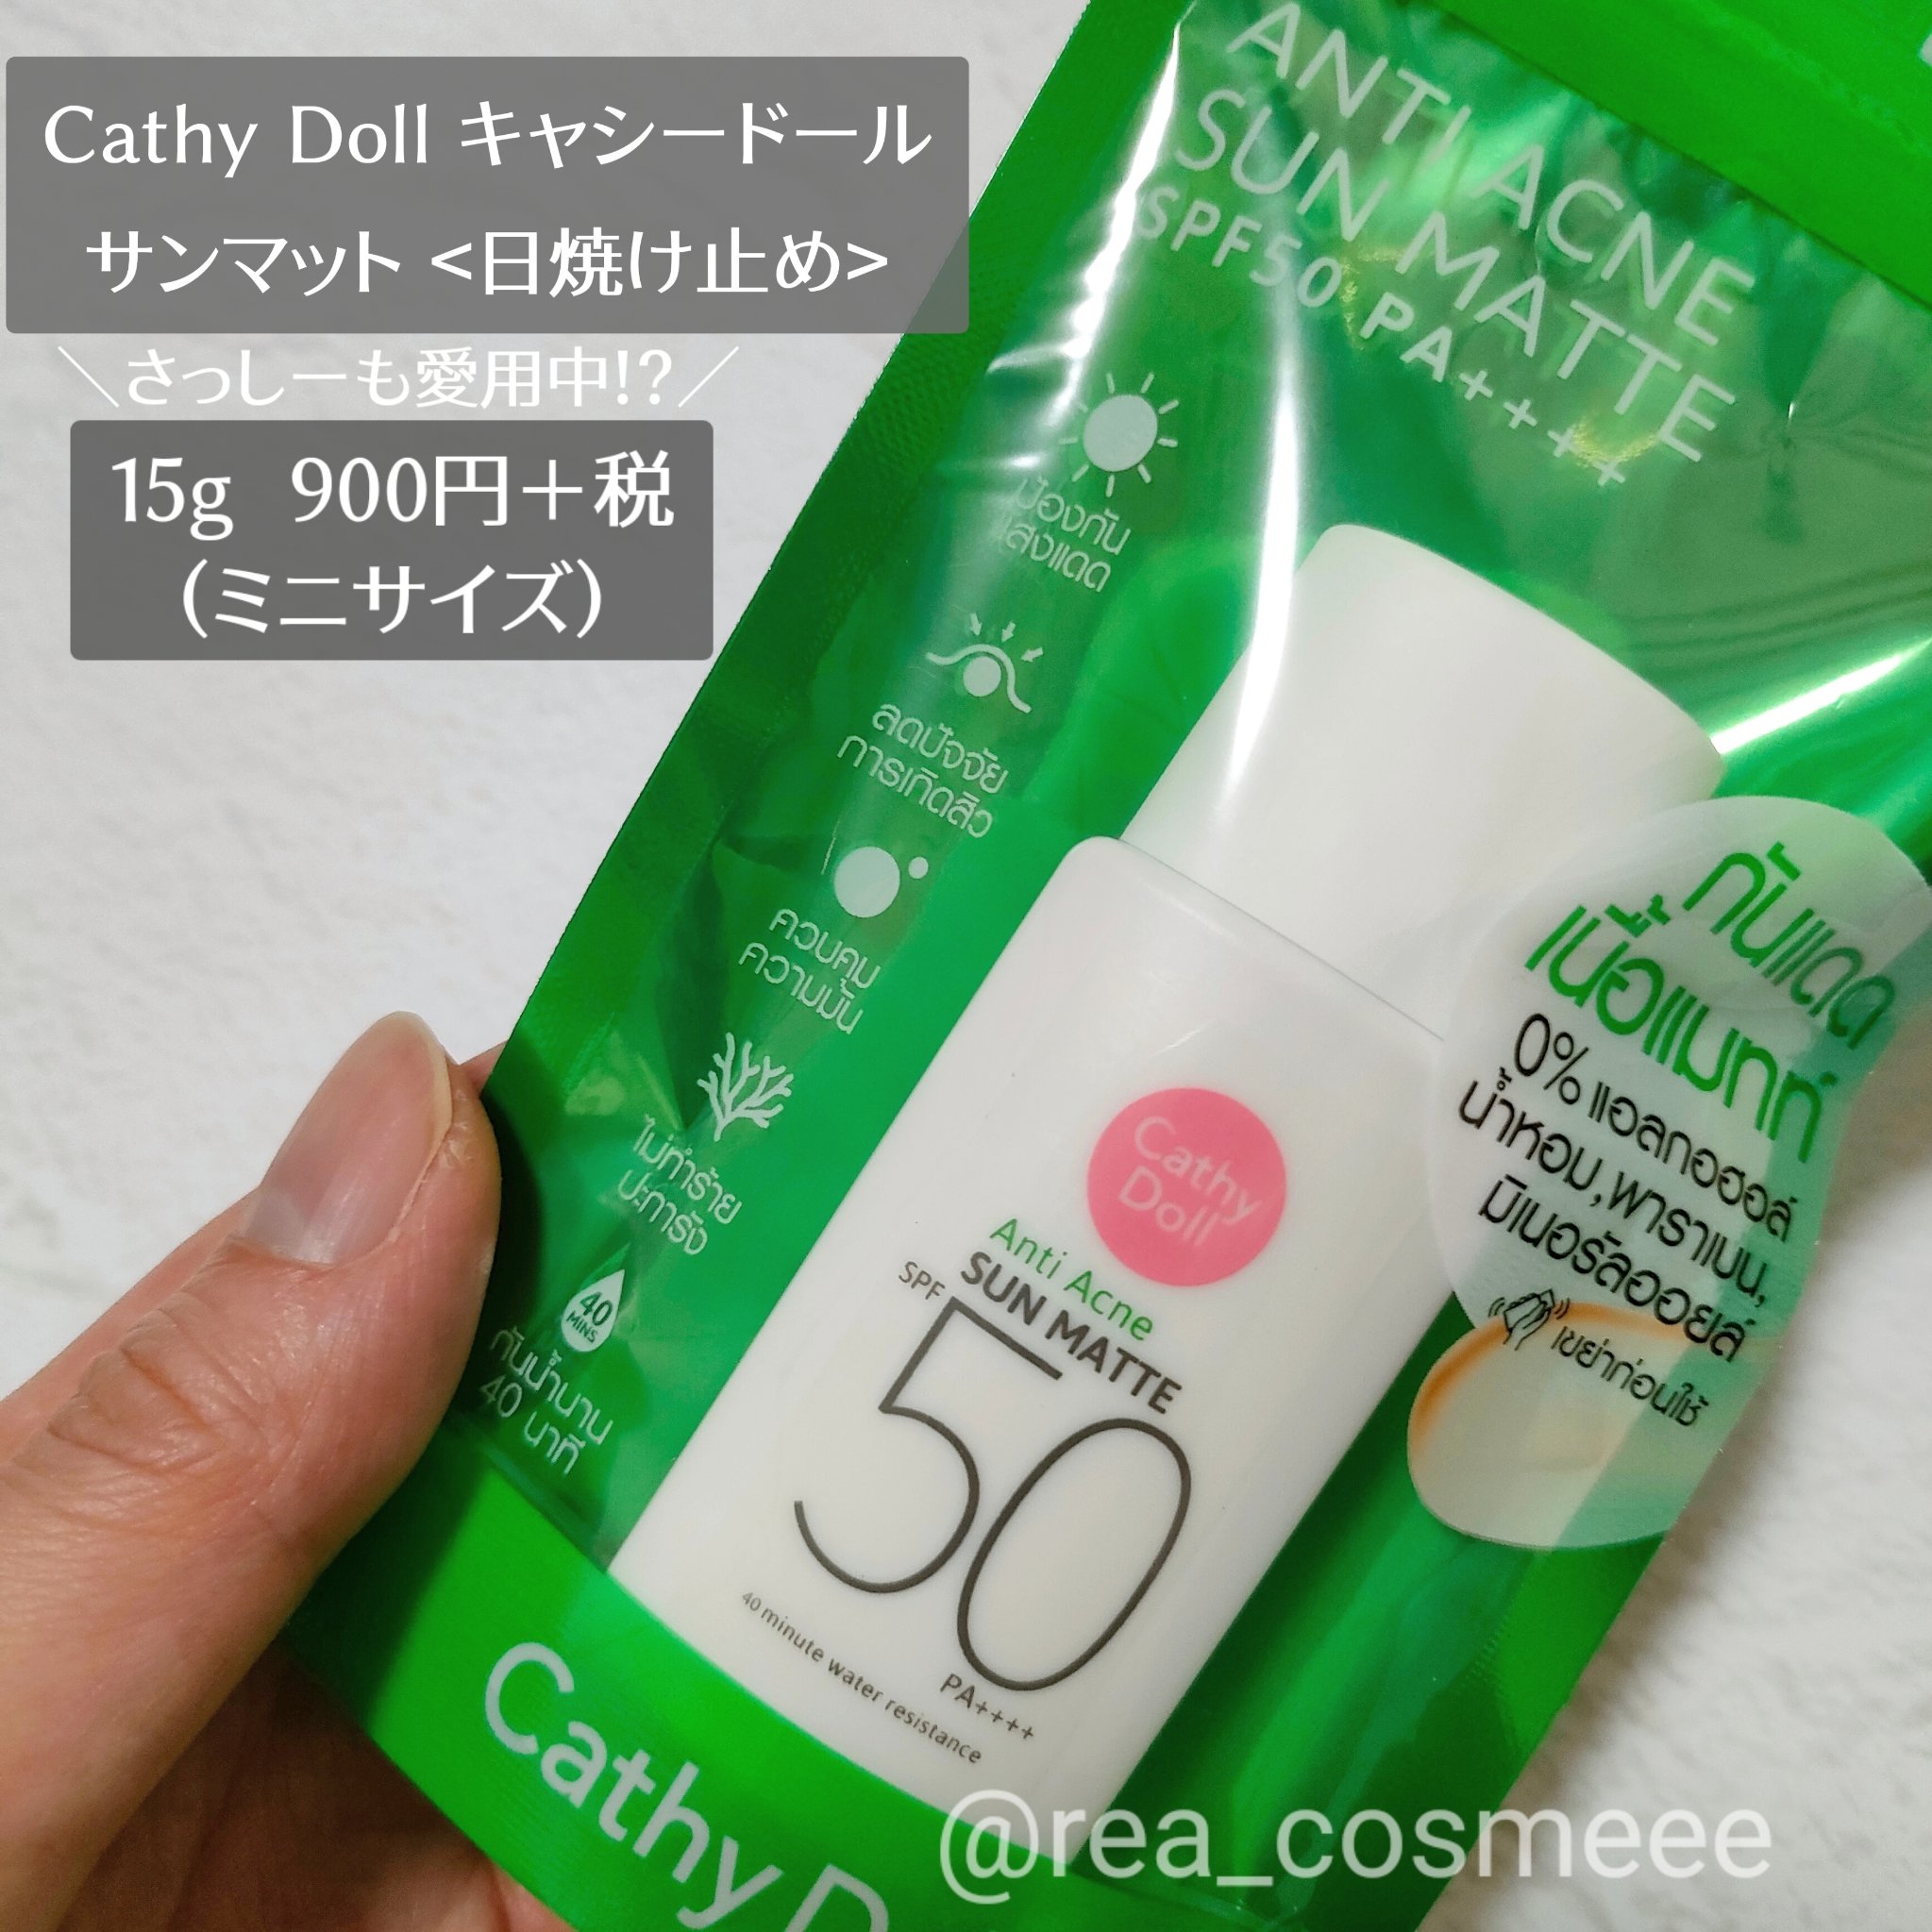 Cathy Doll キャシードール
サンマット <日焼け止め>
＼さっしーも愛用中!?／
15g 900円＋税
(ミニサイズ)
ANTI ACNE
SUN MATTE
SPF50 PA++++
ป้องกัน
แสงแดด
ลดปัจจัย
การเกิดสิว
ควบคุม
ความมัน
ไม่ทำร้าย
ปะการัง
40
MINS
กันน้ำนาน
40 นาที
กันแดด
เนื้อแมทท์
0% แอลกอฮอล์
น้ำหอม, พาราเบน,
มิเนอรัลออยล์
เขย่าก่อนใช้
Cathy
Doll
Anti Acne
SUN MATTE
SPF
50
PA++++
40 minute water resistance
Cathy D
@rea_cosmeee